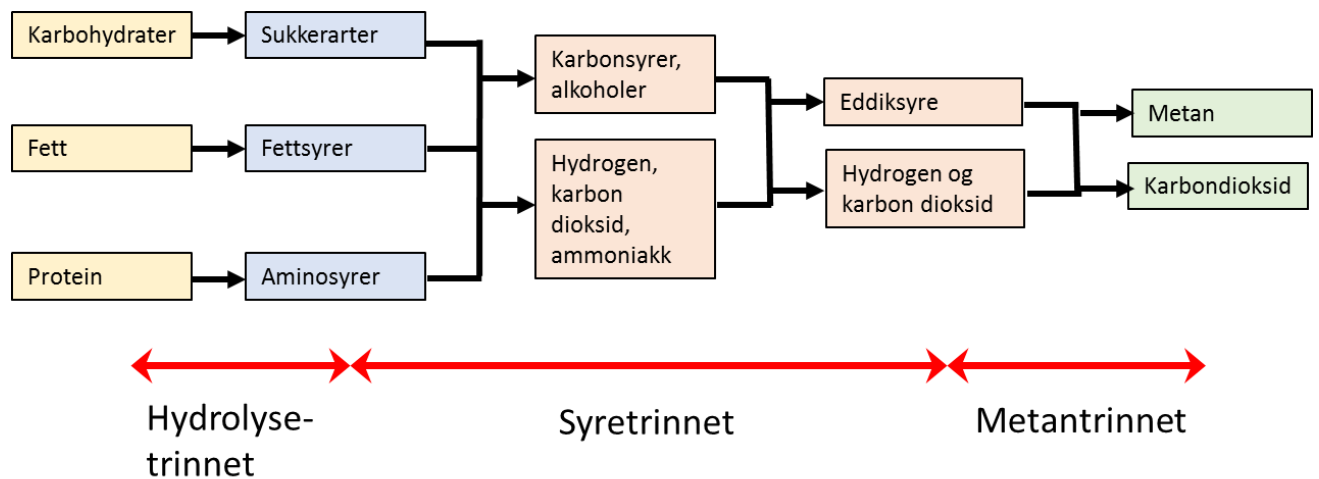 Karbohydrater
Sukkerarter
Karbonsyrer,
alkoholer
Eddiksyre
Metan
Fett
Fettsyrer
Hydrogen,
karbon
dioksid,
ammoniakk
Hydrogen og
karbon dioksid
Karbondioksid
Protein
Aminosyrer
Hydrolyse-
trinnet
Syretrinnet
Metantrinnet